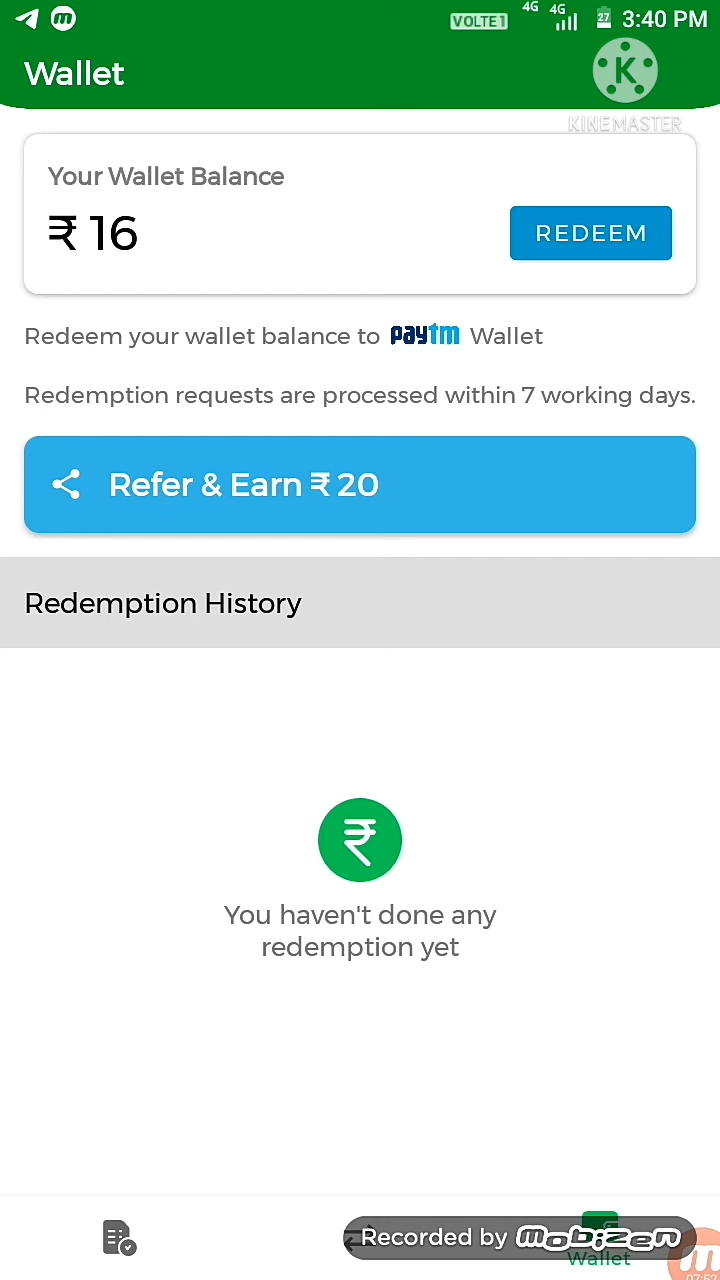 VOLTE1 4G 4G 27 3:40 PM
Wallet
K
KINEMASTER
Your Wallet Balance
₹ 16
REDEEM
Redeem your wallet balance to paytm Wallet
Redemption requests are processed within 7 working days.
Refer & Earn ₹ 20
Redemption History
₹
You haven't done any
redemption yet
Recorded by mobizen
Wallet